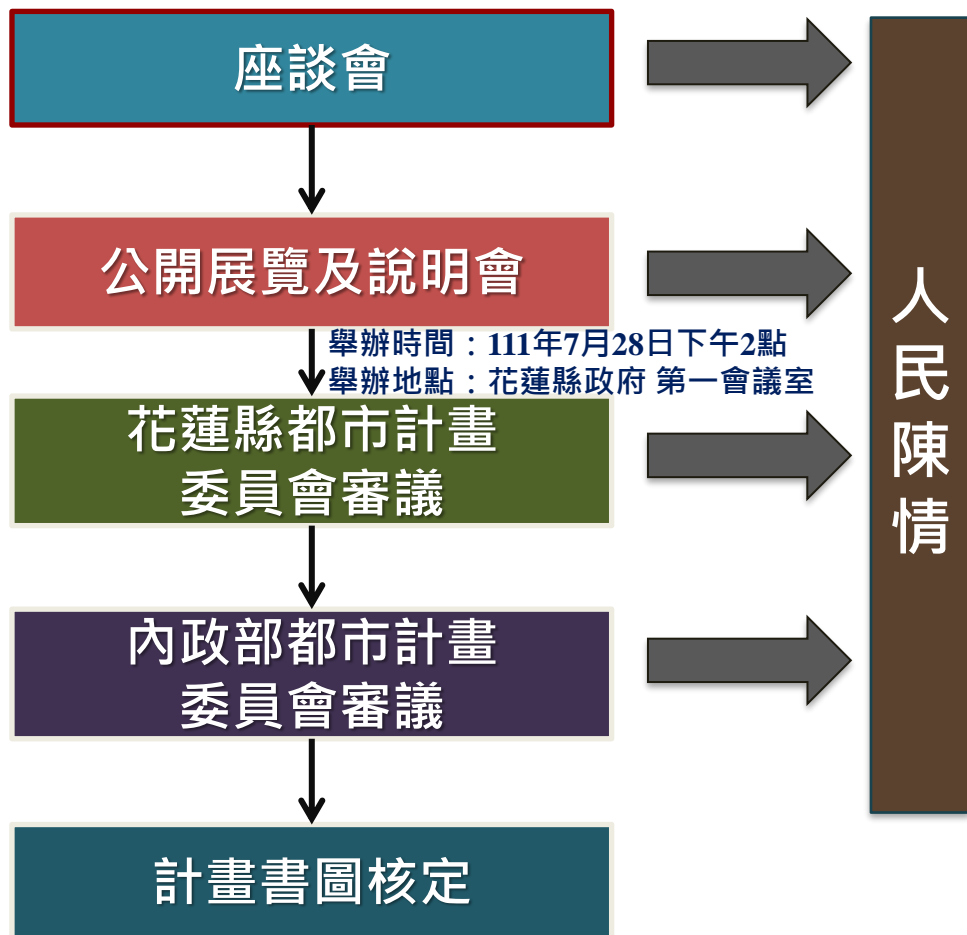 座談會
公開展覽及說明會
舉辦時間：111年7月28日下午2點
舉辦地點：花蓮縣政府 第一會議室
花蓮縣都市計畫
委員會審議
內政部都市計畫
委員會審議
計畫書圖核定
人民陳情